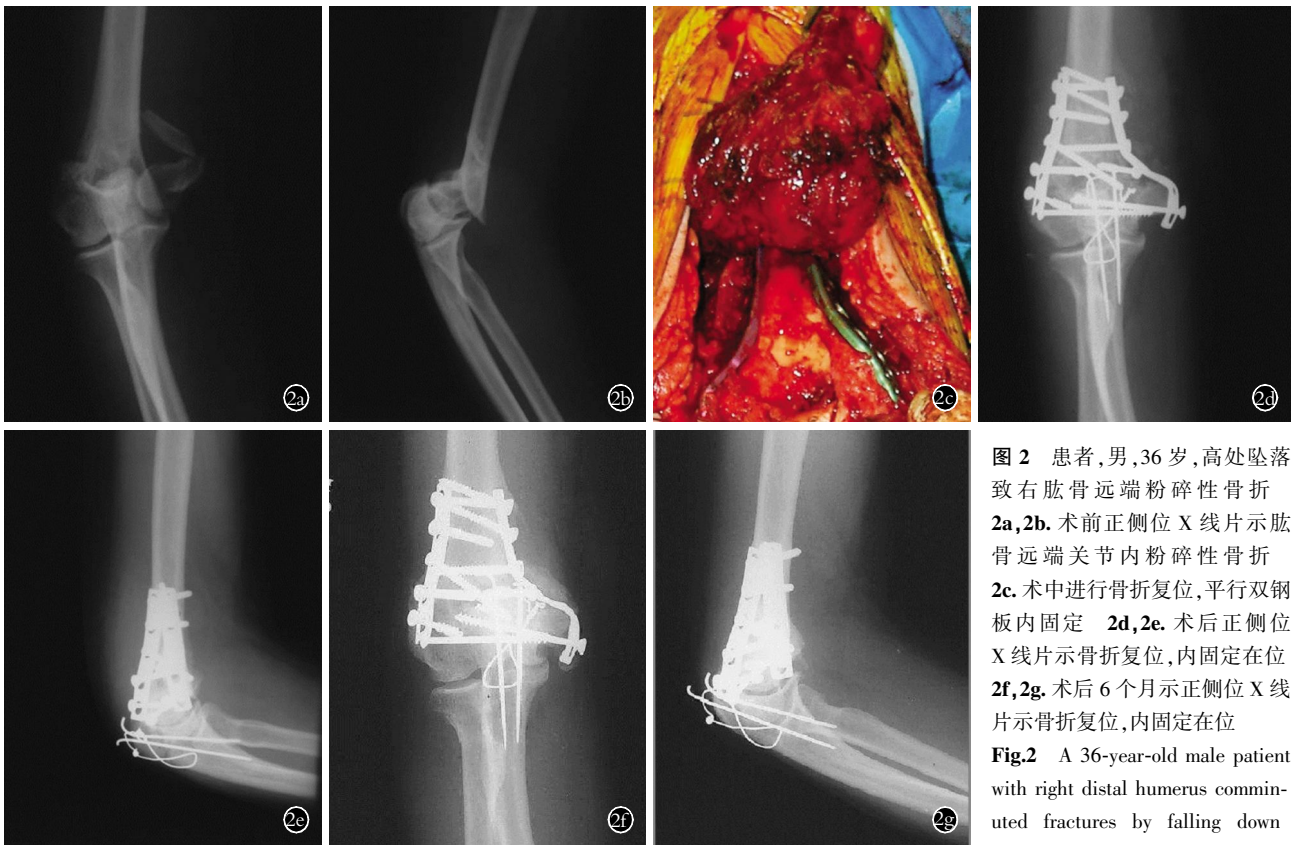 2a
2b
2c
2d
2e
2f
2g
图 2 患者,男,36 岁,高处坠落
致右肱骨远端粉碎性骨折
2a,2b. 术前正侧位 X 线片示肱
骨远端关节内粉碎性骨折
2c. 术中进行骨折复位,平行双钢
板内固定 2d,2e. 术后正侧位
X 线片示骨折复位,内固定在位
2f,2g. 术后 6 个月示正侧位 X 线
片示骨折复位,内固定在位
Fig.2 A 36-year-old male patient
with right distal humerus commin-
uted fractures by falling down